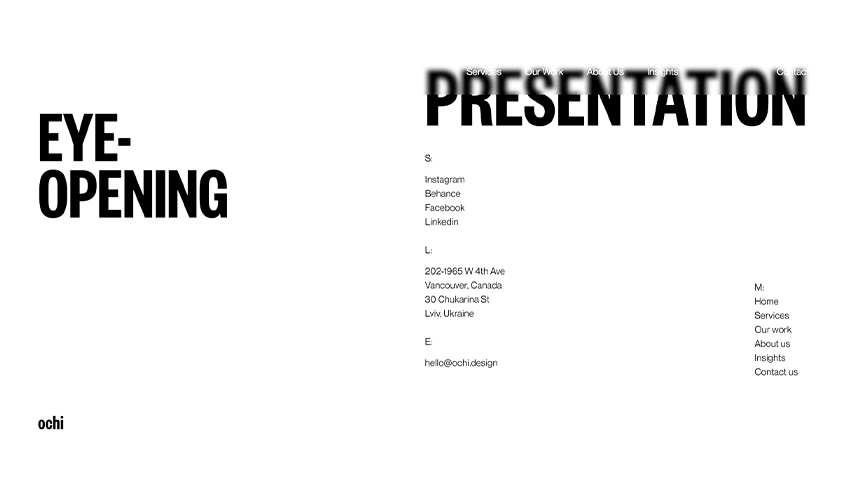 Services Our Work About Us Insights Contac
EYE-
OPENING
PRESENTATION
S:
Instagram
Behance
Facebook
Linkedin
L:
202-1965 W 4th Ave
Vancouver, Canada
30 Chukarina St
Lviv, Ukraine
E:
hello@ochi.design
M:
Home
Services
Our work
About us
Insights
Contact us
ochi